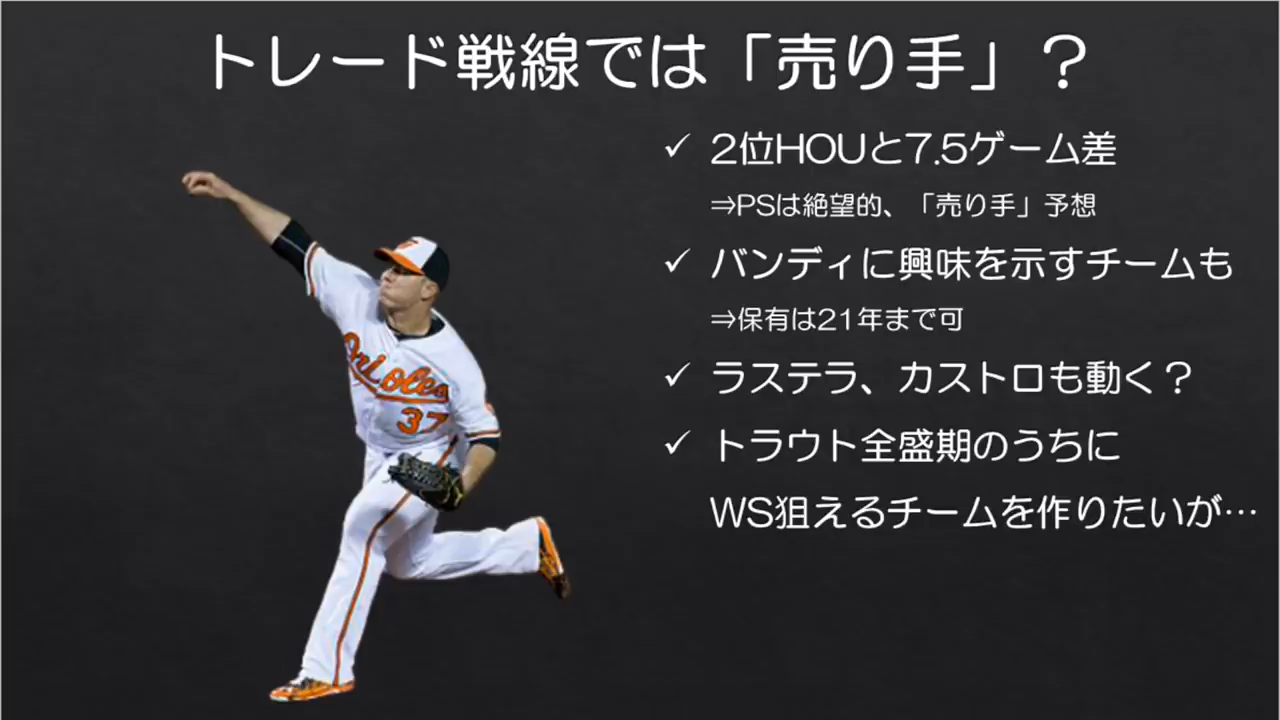 トレード戦線では「売り手」？
✓ 2位HOUと7.5ゲーム差
⇒PSは絶望的、「売り手」予想
✓ バンディに興味を示すチームも
⇒保有は21年まで可
✓ ラステラ、カストロも動く？
✓ トラウト全盛期のうちに
WS狙えるチームを作りたいが…
Orioles
37